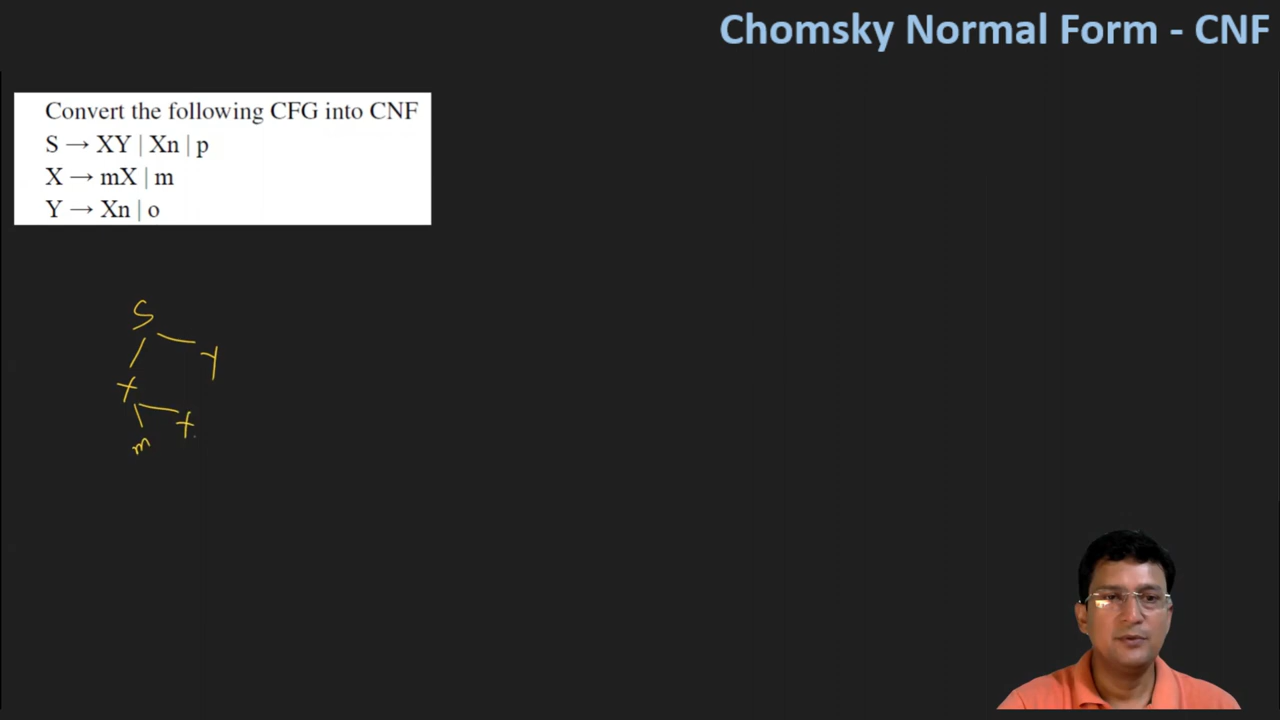 Chomsky Normal Form - CNF
Convert the following CFG into CNF
S → XY | Xn | p
X → mX | m
Y → Xn | o
S
Y
X
X
m